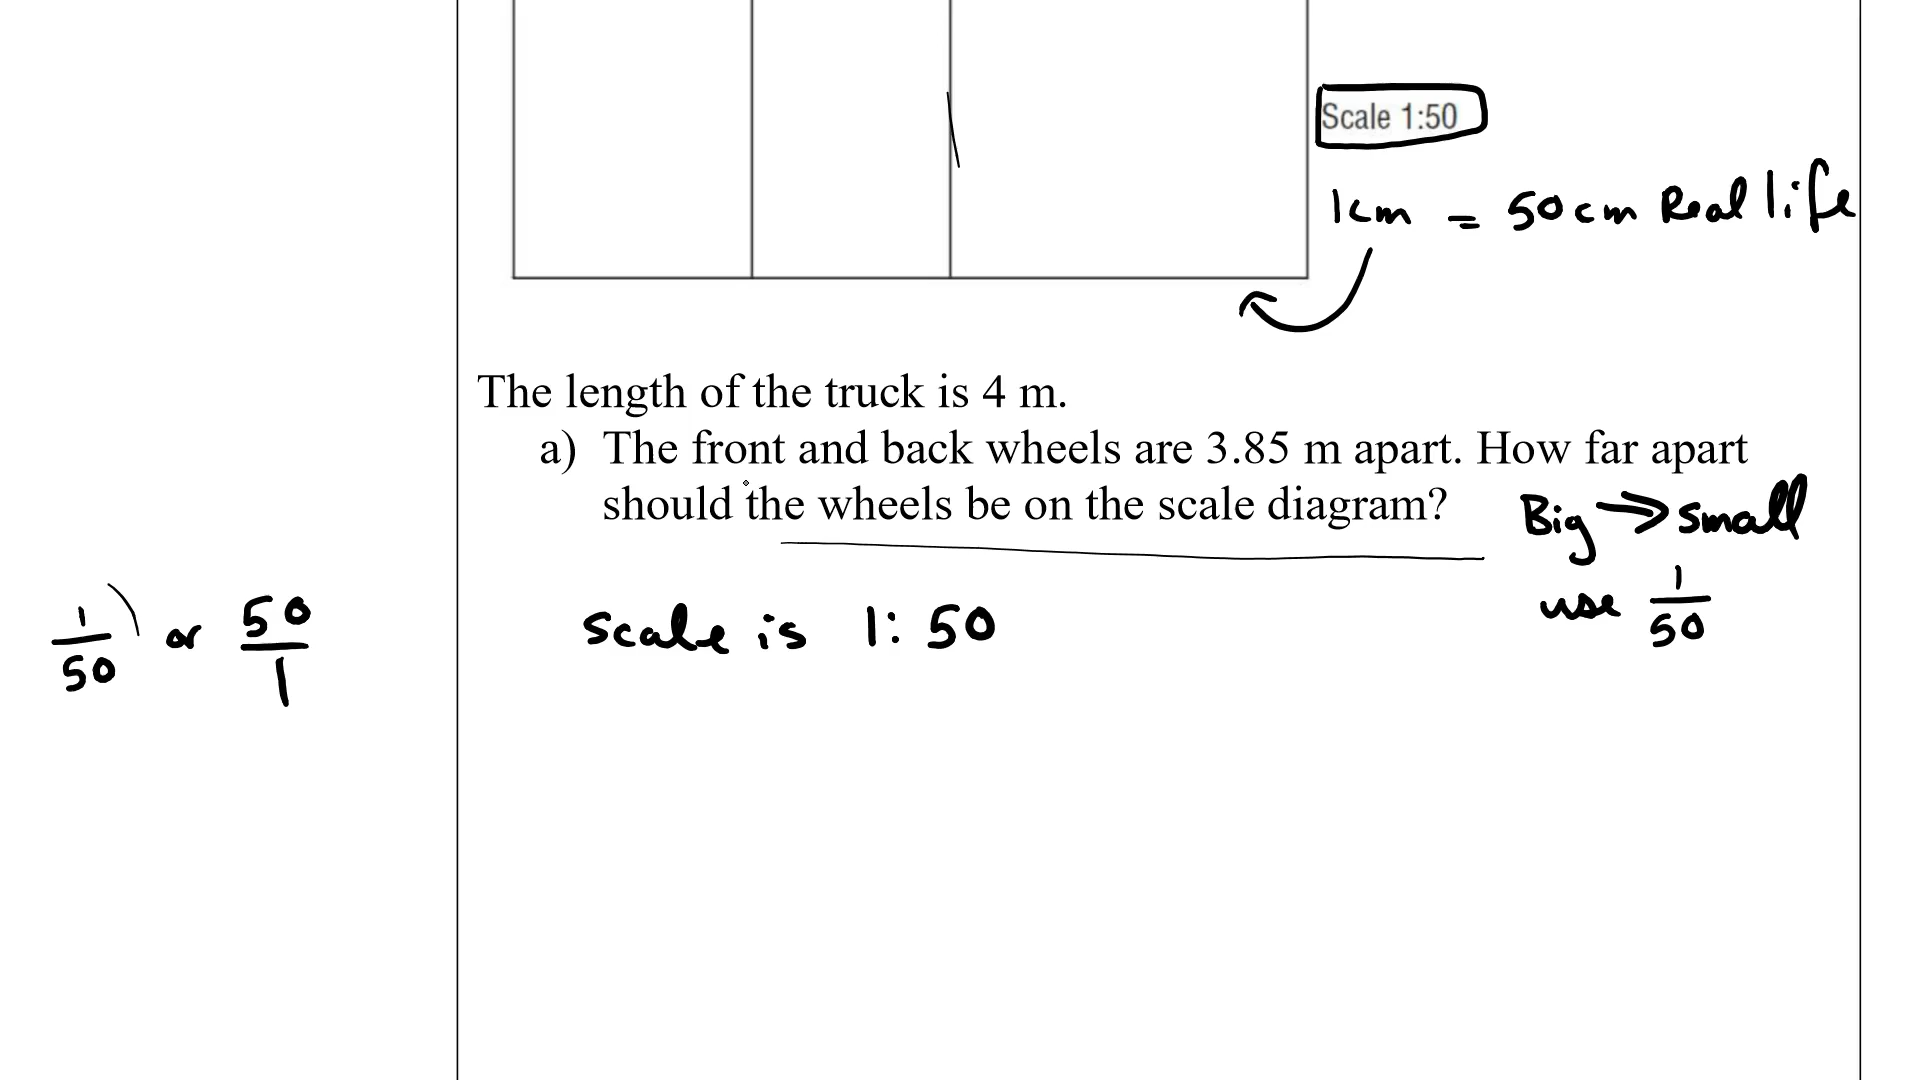 Scale 1:50
1cm = 50cm Real life
The length of the truck is 4 m.
a) The front and back wheels are 3.85 m apart. How far apart
should the wheels be on the scale diagram?
Big → small
use 1/50
scale is 1:50
1/50 or 50/1